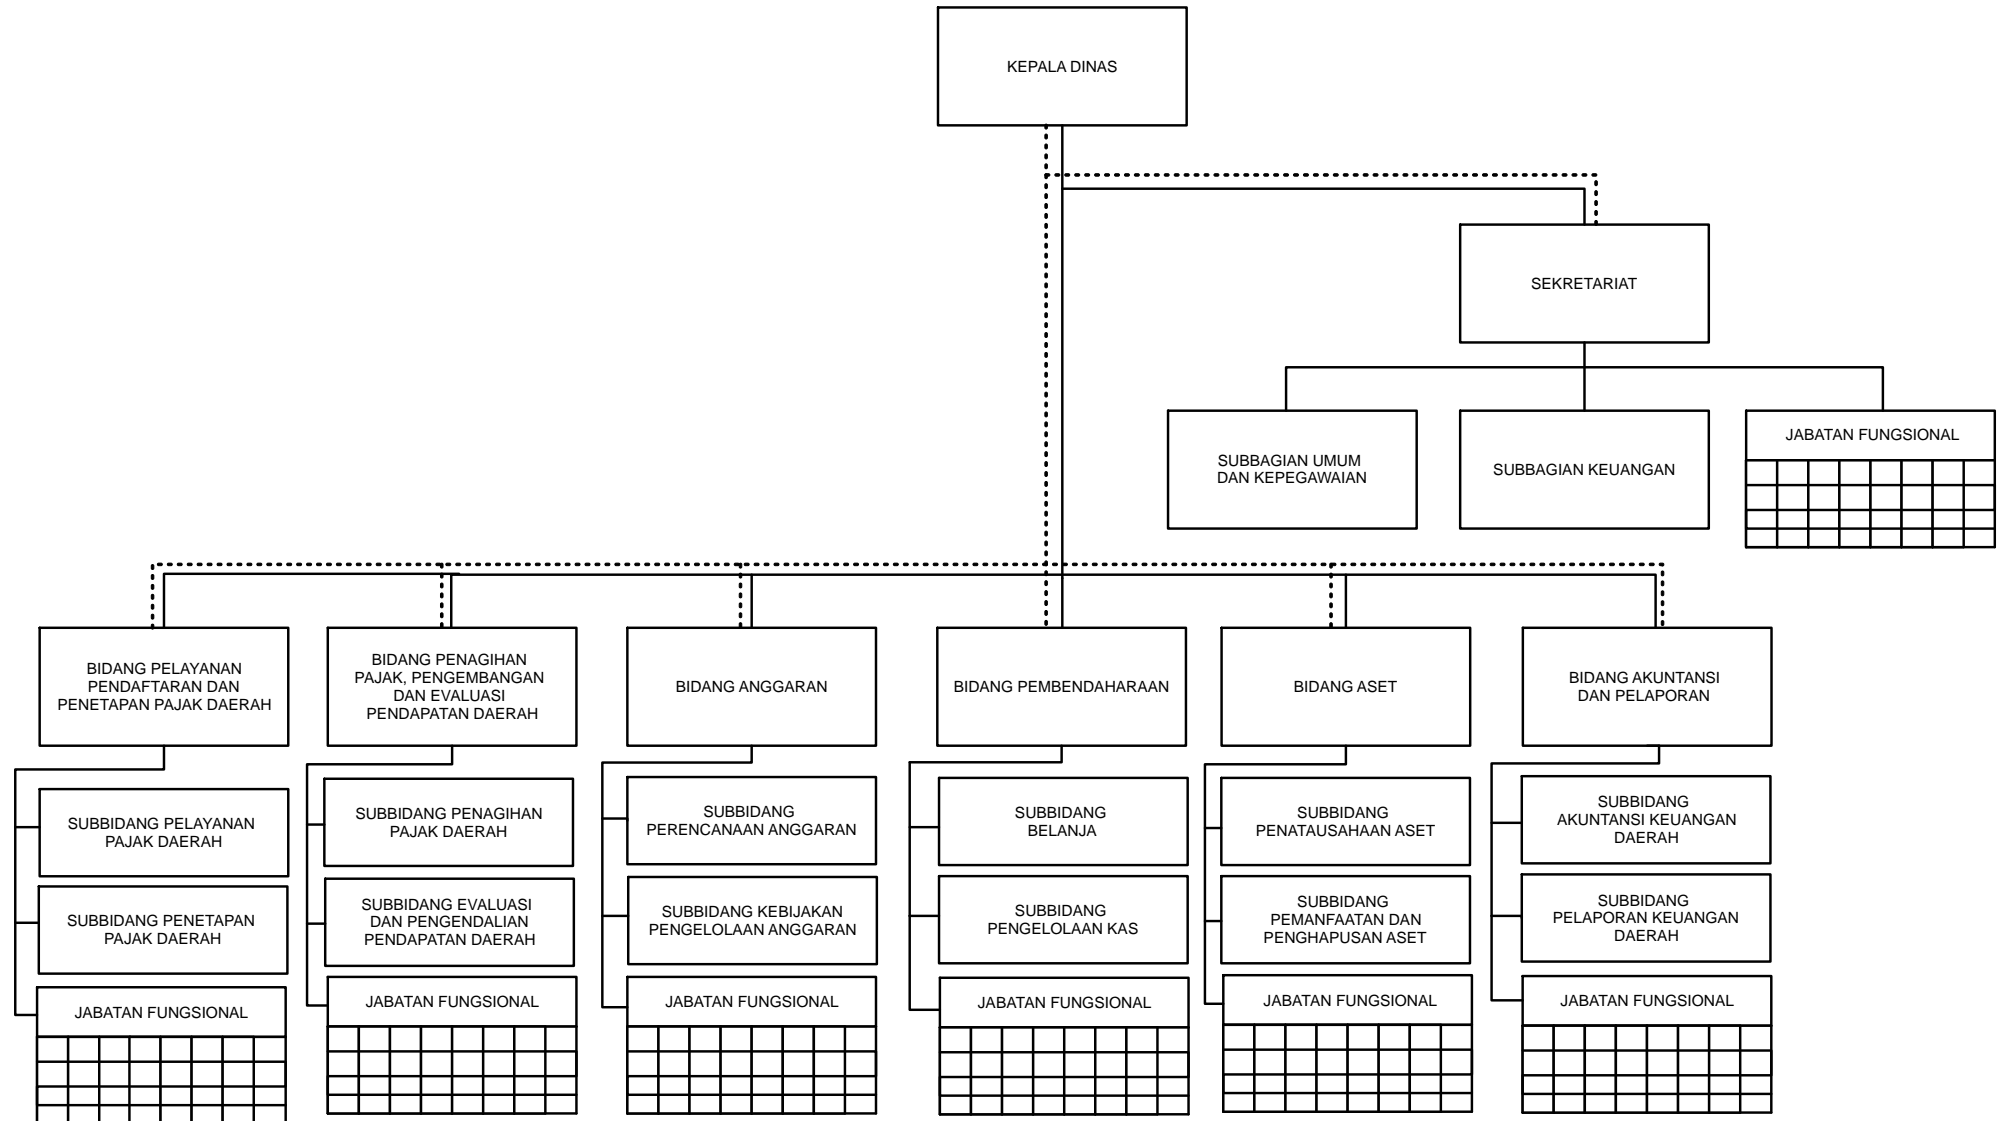 KEPALA DINAS
SEKRETARIAT
SUBBAGIAN UMUM
DAN KEPEGAWAIAN
SUBBAGIAN KEUANGAN
JABATAN FUNGSIONAL
BIDANG PELAYANAN
PENDAFTARAN DAN
PENETAPAN PAJAK DAERAH
BIDANG PENAGIHAN
PAJAK, PENGEMBANGAN
DAN EVALUASI
PENDAPATAN DAERAH
BIDANG ANGGARAN
BIDANG PEMBENDAHARAAN
BIDANG ASET
BIDANG AKUNTANSI
DAN PELAPORAN
SUBBIDANG PELAYANAN
PAJAK DAERAH
SUBBIDANG PENAGIHAN
PAJAK DAERAH
SUBBIDANG
PERENCANAAN ANGGARAN
SUBBIDANG
BELANJA
SUBBIDANG
PENATAUSAHAAN ASET
SUBBIDANG
AKUNTANSI KEUANGAN
DAERAH
SUBBIDANG PENETAPAN
PAJAK DAERAH
SUBBIDANG EVALUASI
DAN PENGENDALIAN
PENDAPATAN DAERAH
SUBBIDANG KEBIJAKAN
PENGELOLAAN ANGGARAN
SUBBIDANG
PENGELOLAAN KAS
SUBBIDANG
PEMANFAATAN DAN
PENGHAPUSAN ASET
SUBBIDANG
PELAPORAN KEUANGAN
DAERAH
JABATAN FUNGSIONAL
JABATAN FUNGSIONAL
JABATAN FUNGSIONAL
JABATAN FUNGSIONAL
JABATAN FUNGSIONAL
JABATAN FUNGSIONAL